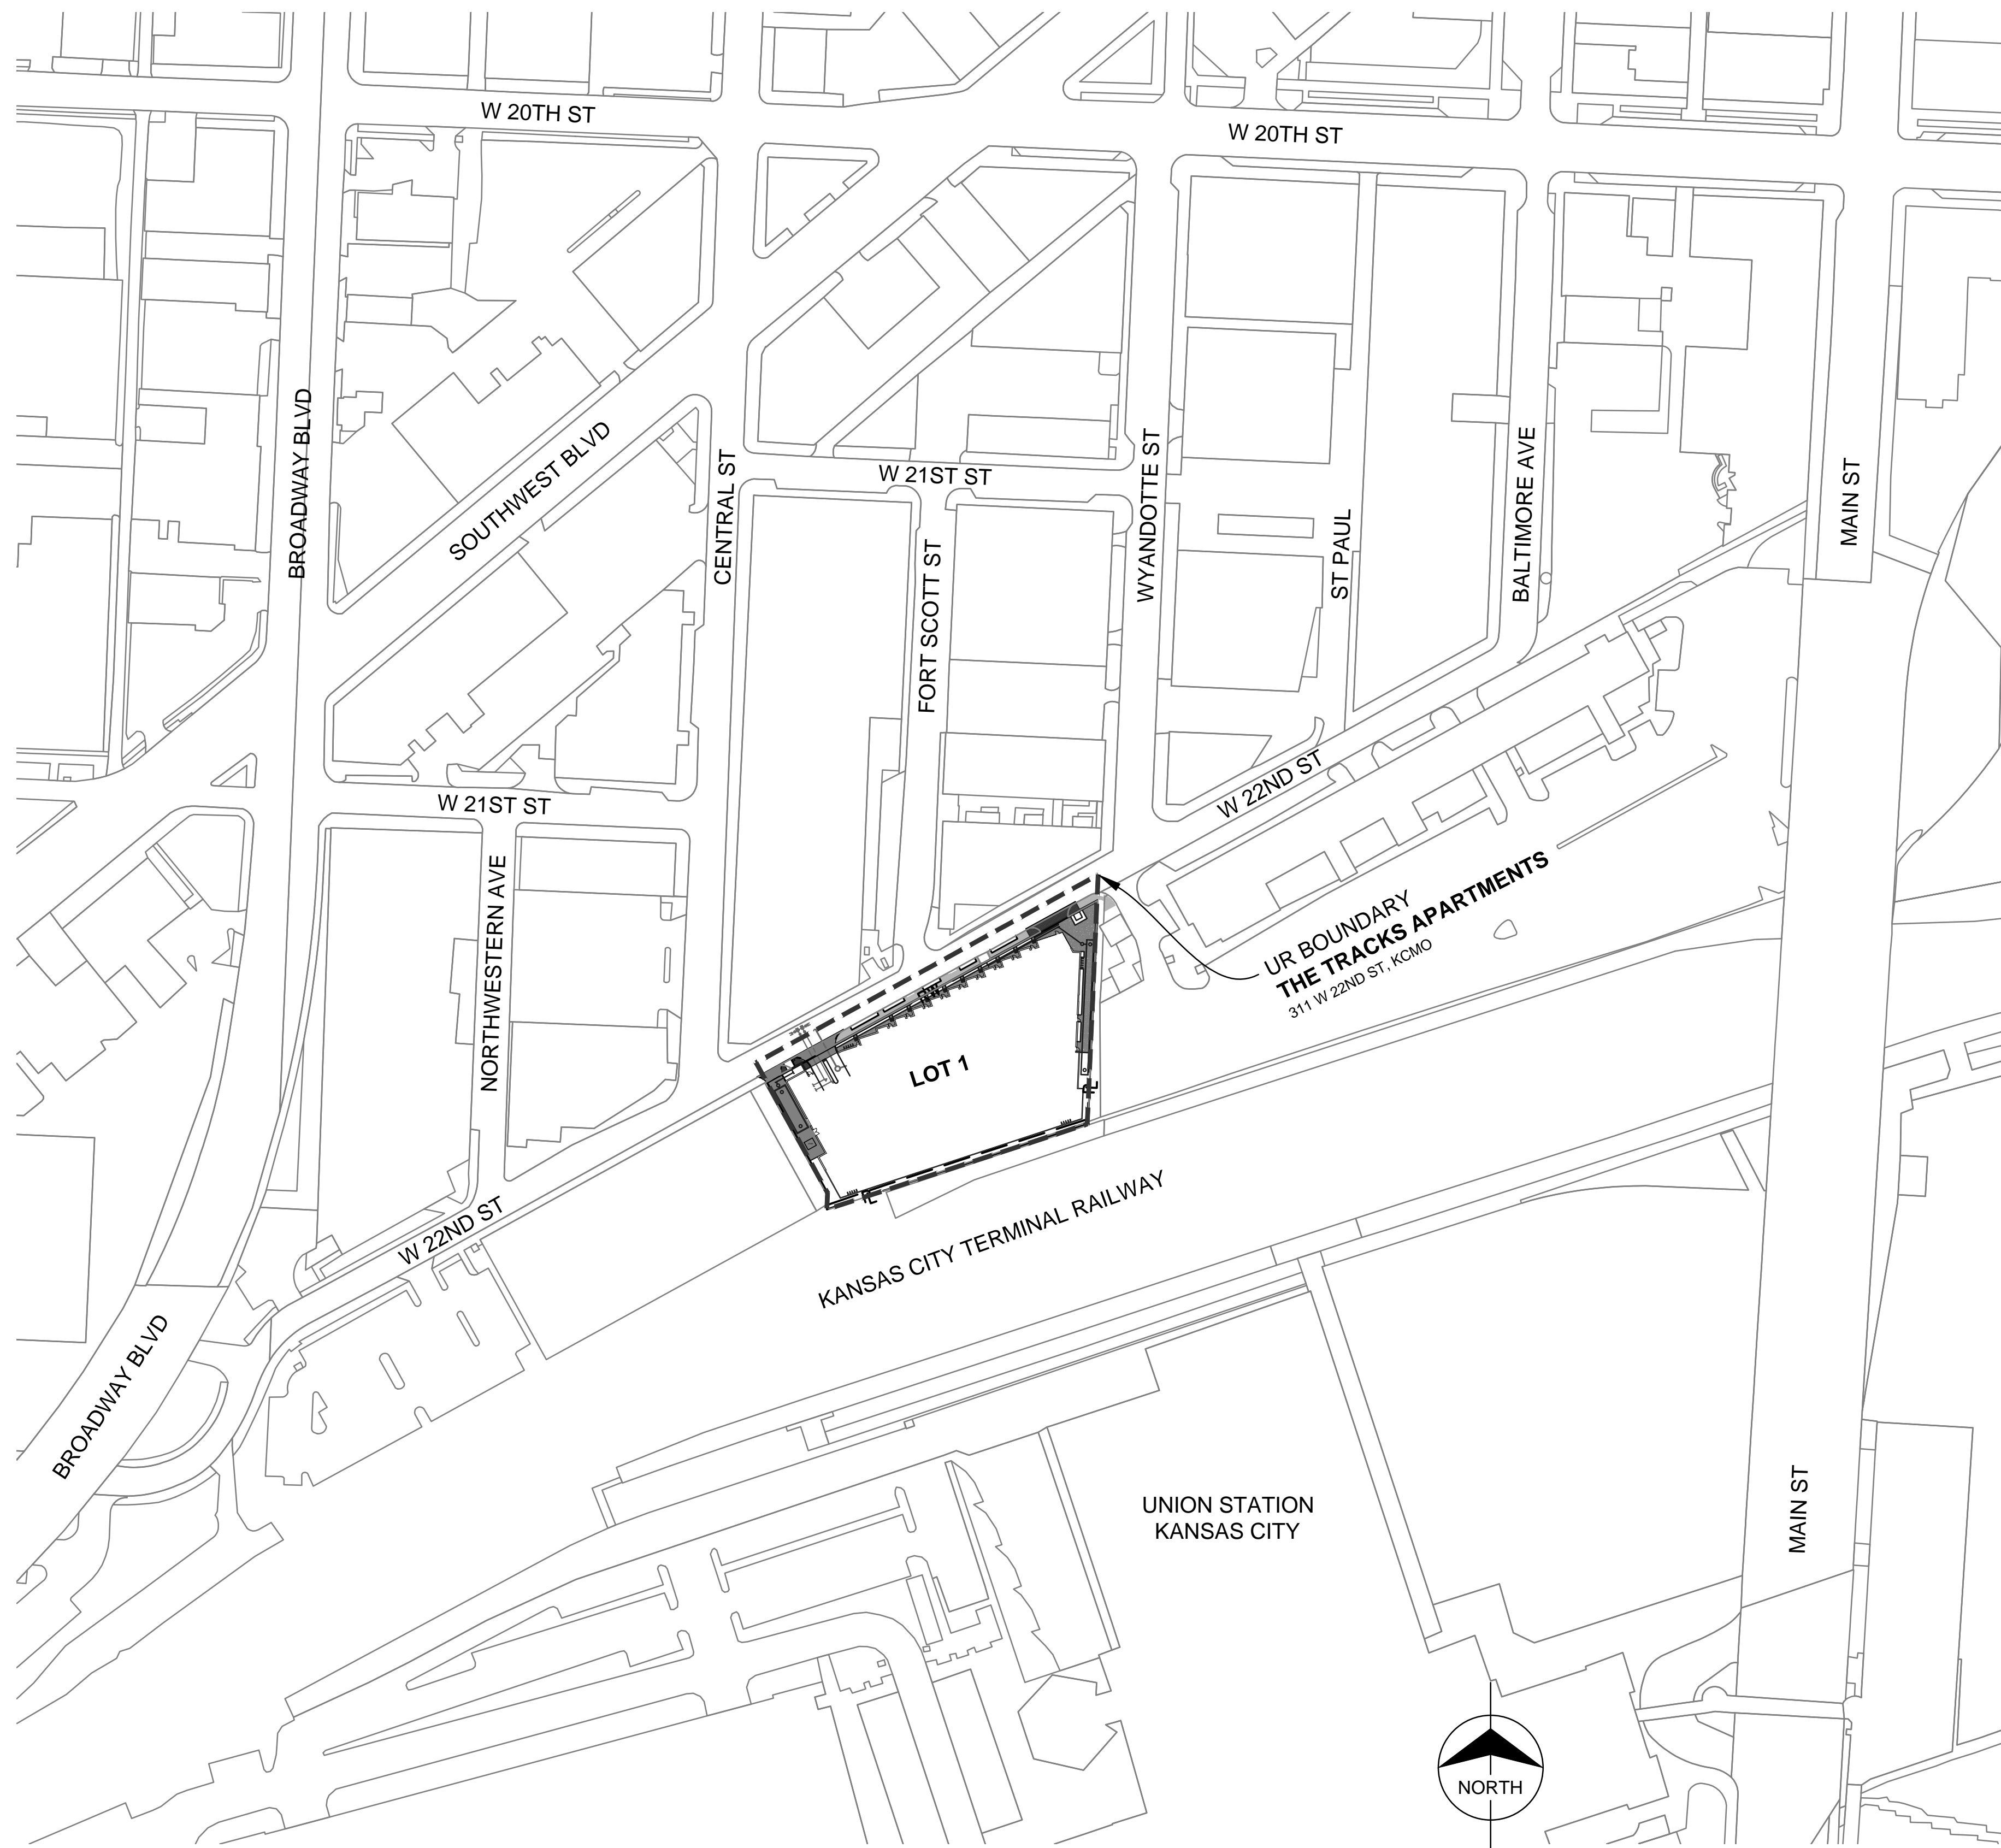 W 20TH ST
W 20TH ST
BROADWAY BLVD
SOUTHWEST BLVD
CENTRAL ST
W 21ST ST
FORT SCOTT ST
WYANDOTTE ST
ST PAUL
BALTIMORE AVE
MAIN ST
W 21ST ST
NORTHWESTERN AVE
W 22ND ST
UR BOUNDARY
THE TRACKS APARTMENTS
311 W 22ND ST, KCMO
LOT 1
W 22ND ST
KANSAS CITY TERMINAL RAILWAY
BROADWAY BLVD
UNION STATION
KANSAS CITY
MAIN ST
NORTH